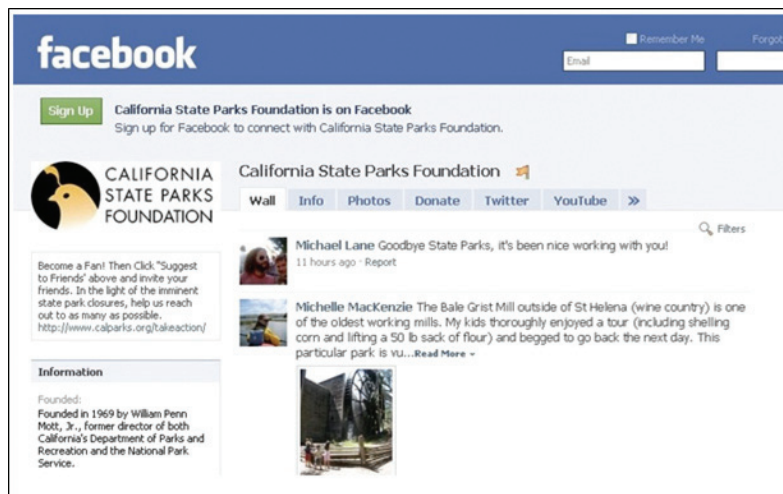 facebook
Remember Me
Forgot
Email
Sign Up
California State Parks Foundation is on Facebook
Sign up for Facebook to connect with California State Parks Foundation.
CALIFORNIA
STATE PARKS
FOUNDATION
California State Parks Foundation
Wall Info Photos Donate Twitter YouTube »
Filters
Michael Lane Goodbye State Parks, it's been nice working with you!
11 hours ago · Report
Become a Fan! Then Click "Suggest
to Friends' above and invite your
friends. In the light of the imminent
state park closures, help us reach
out to as many as possible.
http://www.calparks.org/takeaction/
Michelle MacKenzie The Bale Grist Mill outside of St Helena (wine country) is one
of the oldest working mills. My kids thoroughly enjoyed a tour (including shelling
corn and lifting a 50 lb sack of flour) and begged to go back the next day. This
particular park is vu...Read More
Information
Founded:
Founded in 1969 by William Penn
Mott, Jr., former director of both
California's Department of Parks and
Recreation and the National Park
Service.